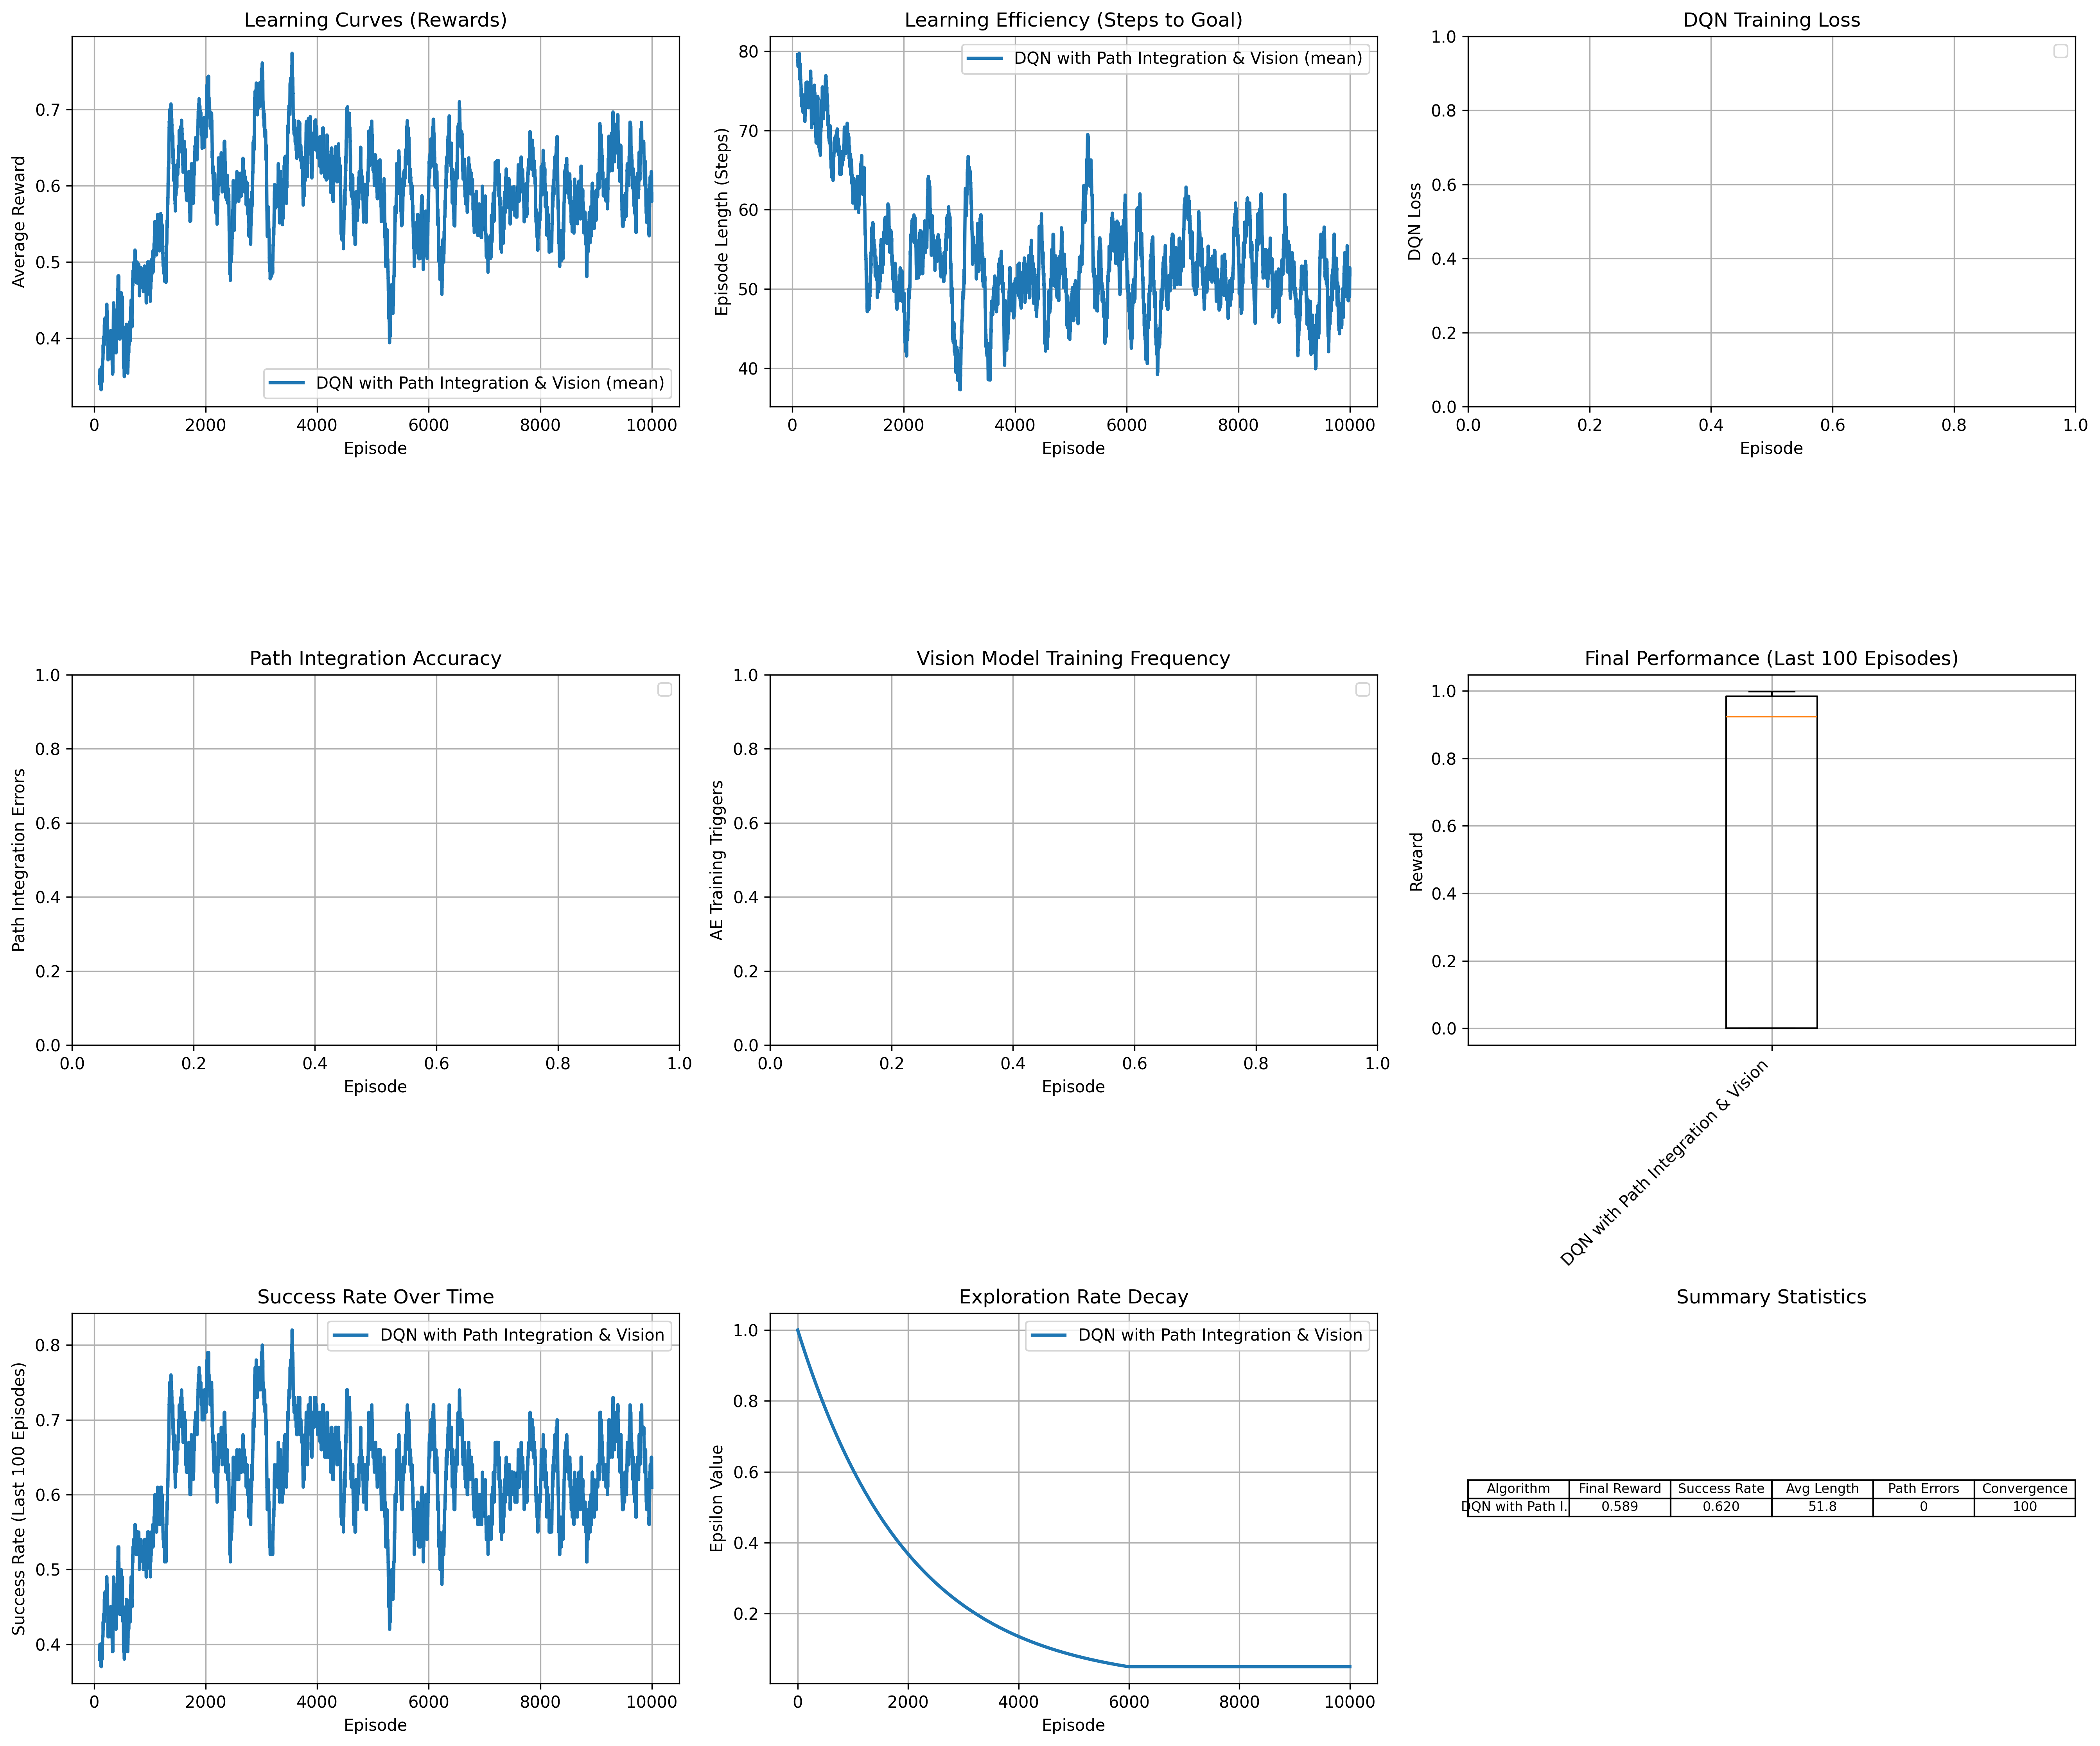 Learning Curves (Rewards)
Average Reward
0.7
0.6
0.5
0.4
DQN with Path Integration & Vision (mean)
0 2000 4000 6000 8000 10000
Episode
Learning Efficiency (Steps to Goal)
Episode Length (Steps)
80
70
60
50
40
DQN with Path Integration & Vision (mean)
0 2000 4000 6000 8000 10000
Episode
DQN Training Loss
DQN Loss
1.0
0.8
0.6
0.4
0.2
0.0
0.0 0.2 0.4 0.6 0.8 1.0
Episode
Path Integration Accuracy
Path Integration Errors
1.0
0.8
0.6
0.4
0.2
0.0
0.0 0.2 0.4 0.6 0.8 1.0
Episode
Vision Model Training Frequency
AE Training Triggers
1.0
0.8
0.6
0.4
0.2
0.0
0.0 0.2 0.4 0.6 0.8 1.0
Episode
Final Performance (Last 100 Episodes)
Reward
1.0
0.8
0.6
0.4
0.2
0.0
DQN with Path Integration & Vision
Success Rate Over Time
Success Rate (Last 100 Episodes)
0.8
0.7
0.6
0.5
0.4
DQN with Path Integration & Vision
0 2000 4000 6000 8000 10000
Episode
Exploration Rate Decay
Epsilon Value
1.0
0.8
0.6
0.4
0.2
DQN with Path Integration & Vision
0 2000 4000 6000 8000 10000
Episode
Summary Statistics
Algorithm Final Reward Success Rate Avg Length Path Errors Convergence
DQN with Path I. 0.589 0.620 51.8 0 100